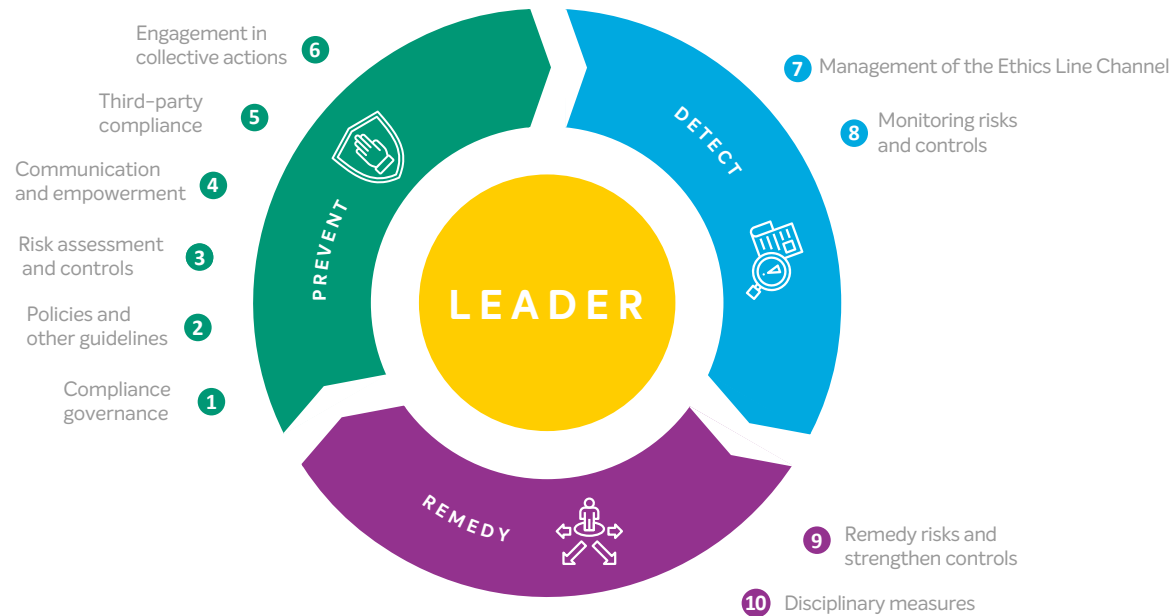 Engagement in
collective actions
6
Third-party
compliance
5
Communication
and empowerment
4
Risk assessment
and controls
3
Policies and
other guidelines
2
Compliance
governance
1
PREVENT
LEADER
DETECT
7 Management of the Ethics Line Channel
8 Monitoring risks
and controls
REMEDY
9 Remedy risks and
strengthen controls
10 Disciplinary measures